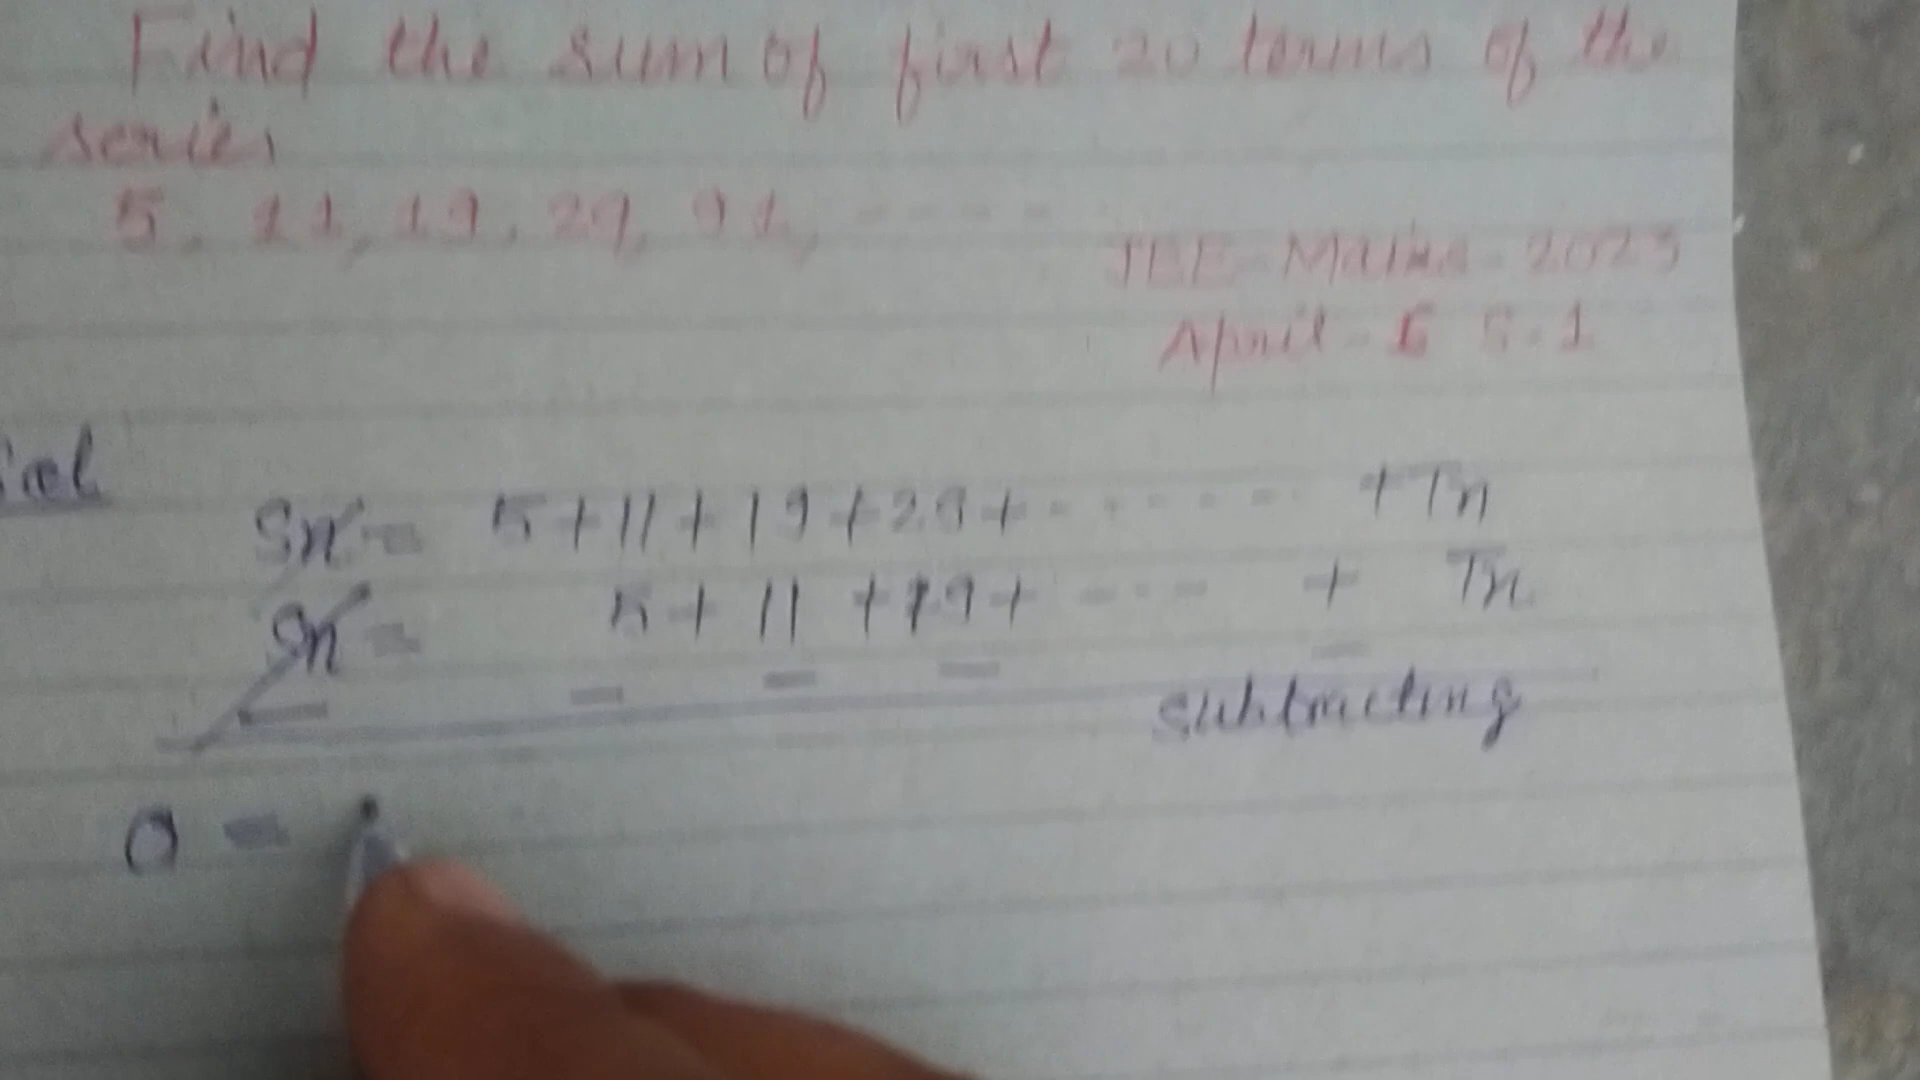 Find the sum of first 20 terms of the
series
5, 11, 19, 29, 91, - - - -
JEE-Mains-2023
April-6 S.1
Sol
Sn = 5+11+19+29+ - - - - - - +Tn
Sn = 5+ 11 +19+ - - - - + Tn
- - - - -
subtracting
0 =